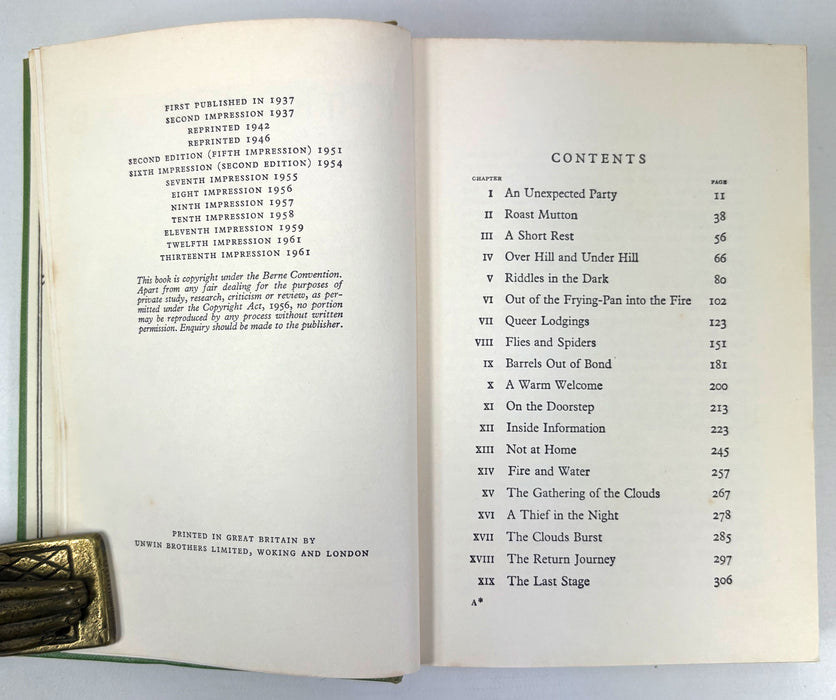 FIRST PUBLISHED IN 1937
SECOND IMPRESSION 1937
REPRINTED 1942
REPRINTED 1946
SECOND EDITION (FIFTH IMPRESSION) 1951
SIXTH IMPRESSION (SECOND EDITION) 1954
SEVENTH IMPRESSION 1955
EIGHT IMPRESSION 1956
NINTH IMPRESSION 1957
TENTH IMPRESSION 1958
ELEVENTH IMPRESSION 1959
TWELFTH IMPRESSION 1961
THIRTEENTH IMPRESSION 1961
This book is copyright under the Berne Convention.
Apart from any fair dealing for the purposes of
private study, research, criticism or review, as per-
mitted under the Copyright Act, 1956, no portion
may be reproduced by any process without written
permission. Enquiry should be made to the publisher.
PRINTED IN GREAT BRITAIN BY
UNWIN BROTHERS LIMITED, WOKING AND LONDON
CONTENTS
CHAPTER PAGE
I An Unexpected Party 11
II Roast Mutton 38
III A Short Rest 56
IV Over Hill and Under Hill 66
V Riddles in the Dark 80
VI Out of the Frying-Pan into the Fire 102
VII Queer Lodgings 123
VIII Flies and Spiders 151
IX Barrels Out of Bond 181
X A Warm Welcome 200
XI On the Doorstep 213
XII Inside Information 223
XIII Not at Home 245
XIV Fire and Water 257
XV The Gathering of the Clouds 267
XVI A Thief in the Night 278
XVII The Clouds Burst 285
XVIII The Return Journey 297
XIX The Last Stage 306
A*